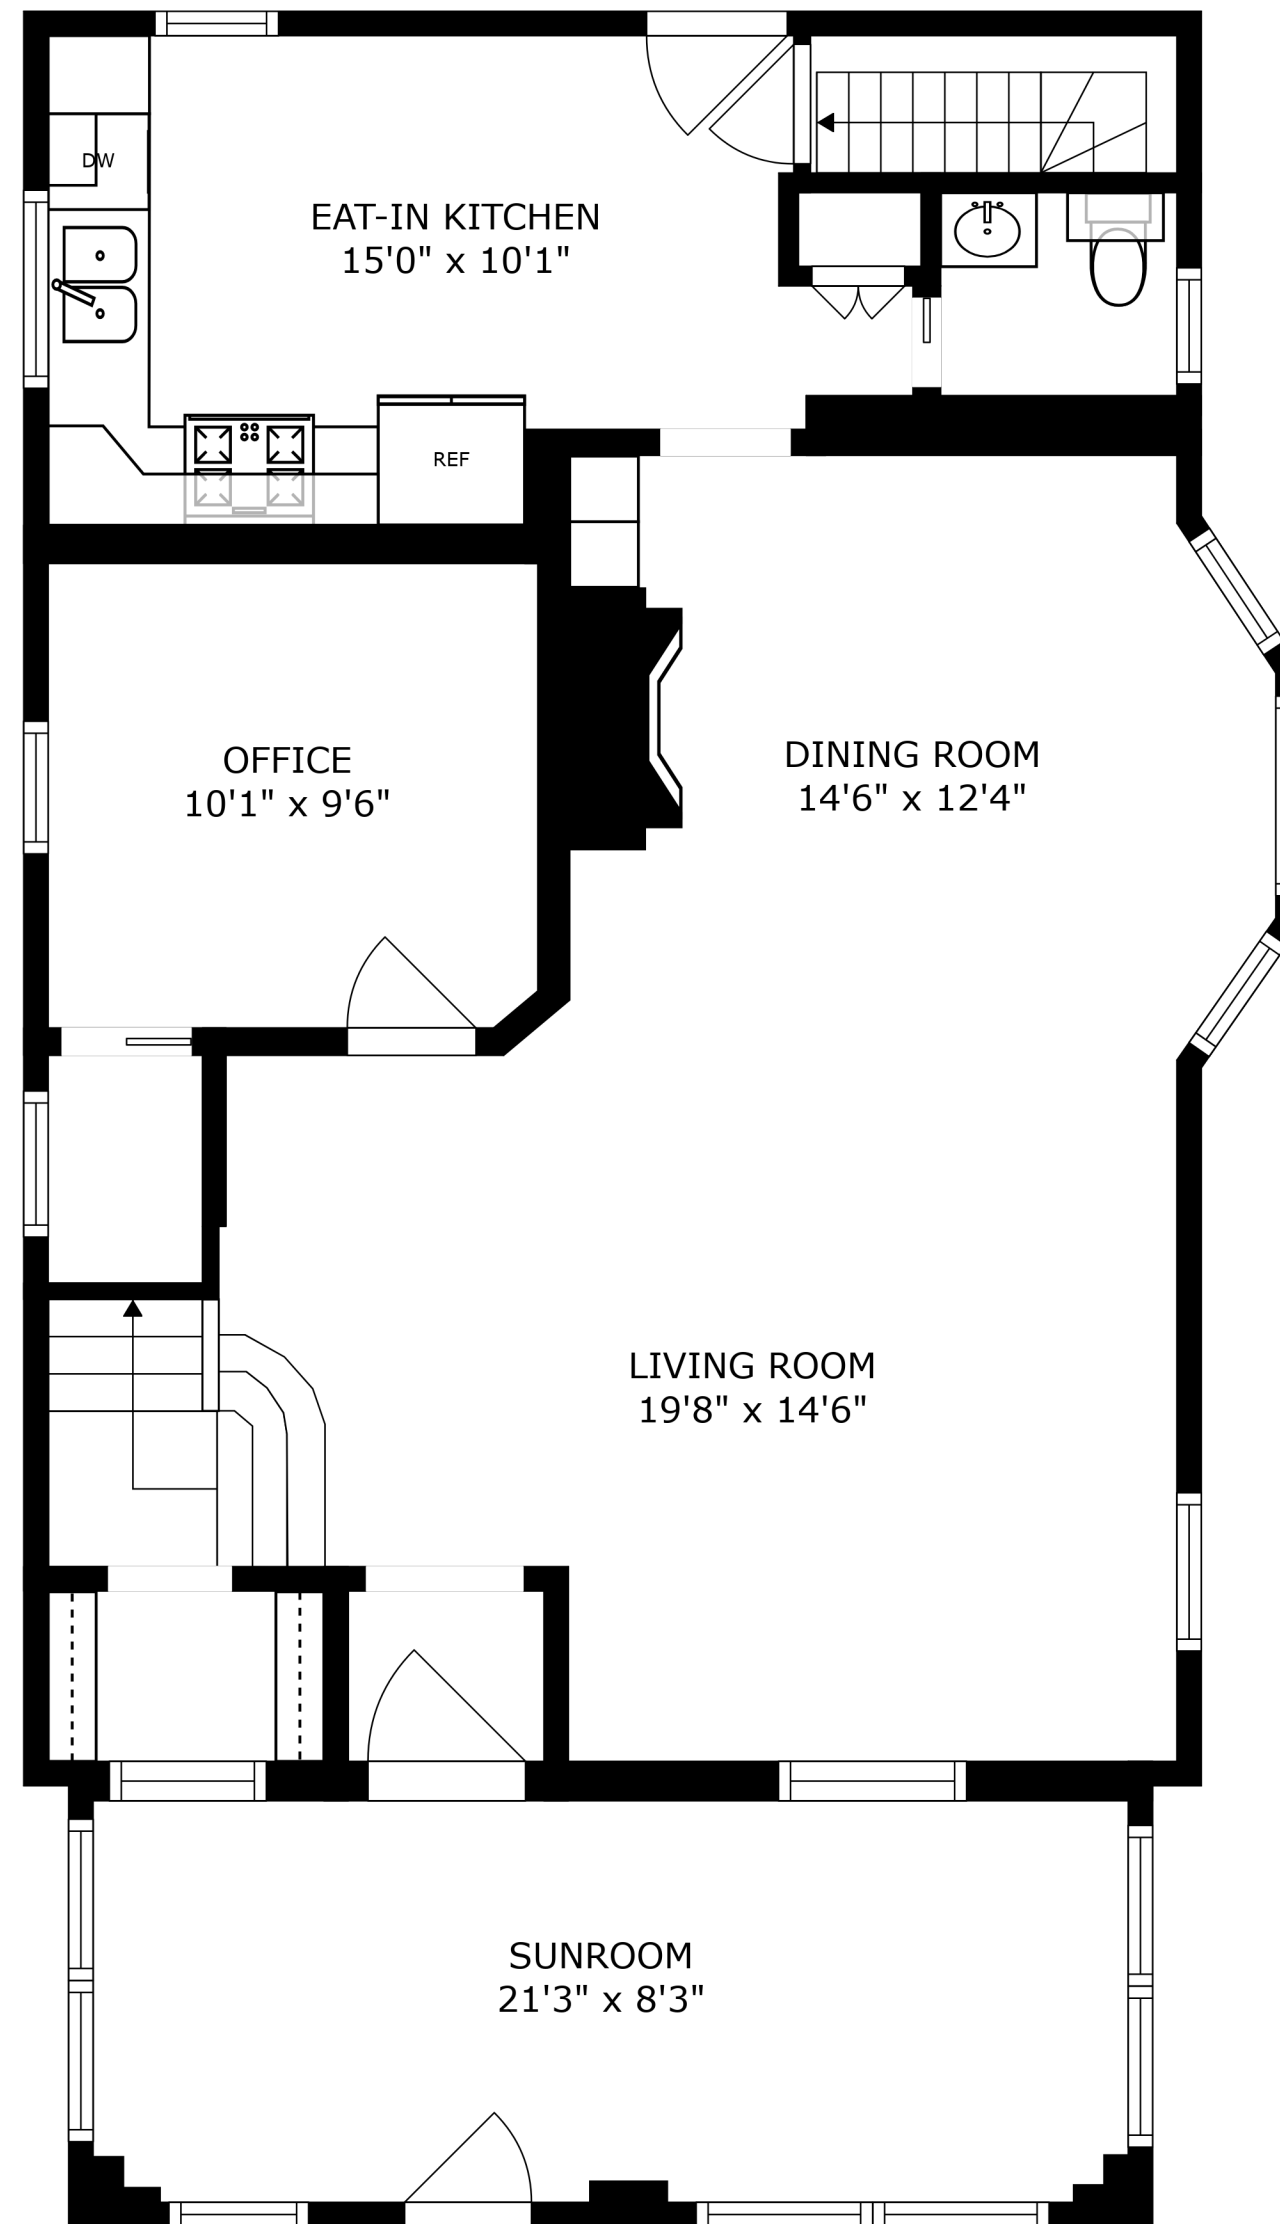 DW
EAT-IN KITCHEN
15'0" x 10'1"
REF
OFFICE
10'1" x 9'6"
DINING ROOM
14'6" x 12'4"
LIVING ROOM
19'8" x 14'6"
SUNROOM
21'3" x 8'3"